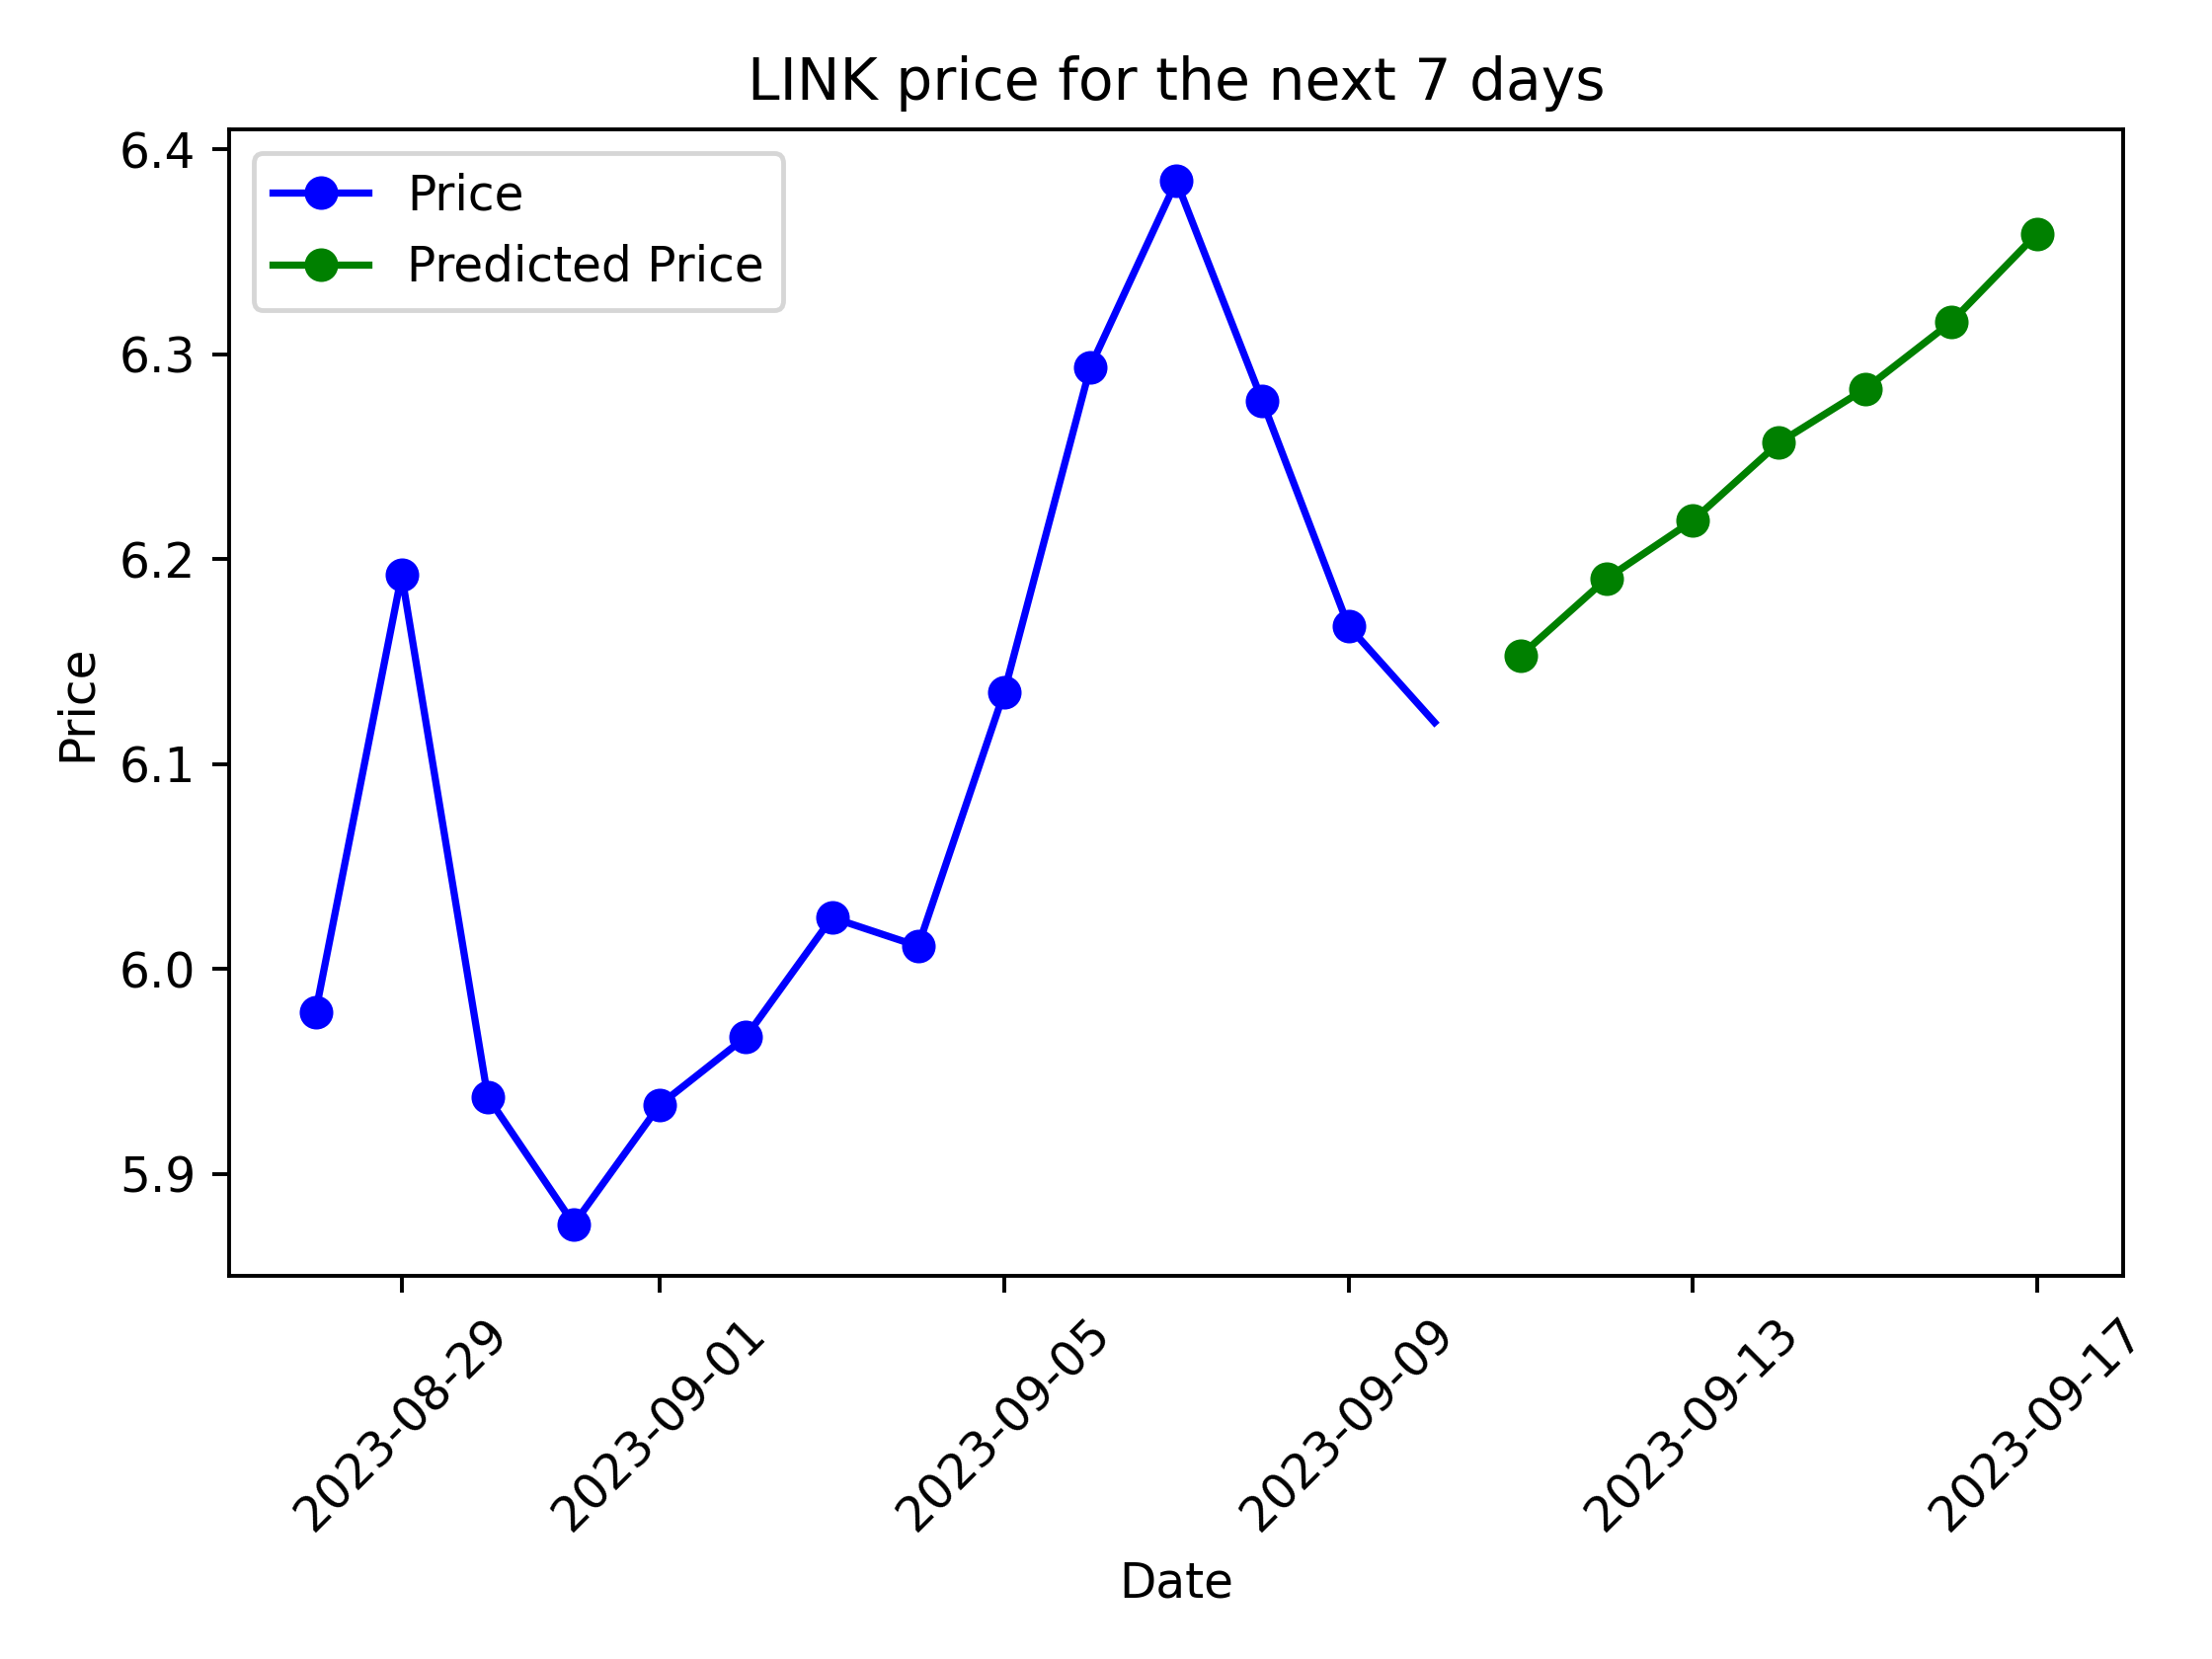 LINK price for the next 7 days
Price
Predicted Price
6.4
6.3
6.2
6.1
6.0
5.9
Price
2023-08-29
2023-09-01
2023-09-05
2023-09-09
2023-09-13
2023-09-17
Date